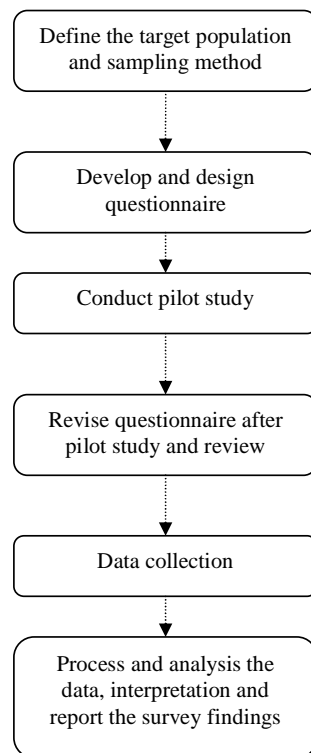 Define the target population
and sampling method
Develop and design
questionnaire
Conduct pilot study
Revise questionnaire after
pilot study and review
Data collection
Process and analysis the
data, interpretation and
report the survey findings